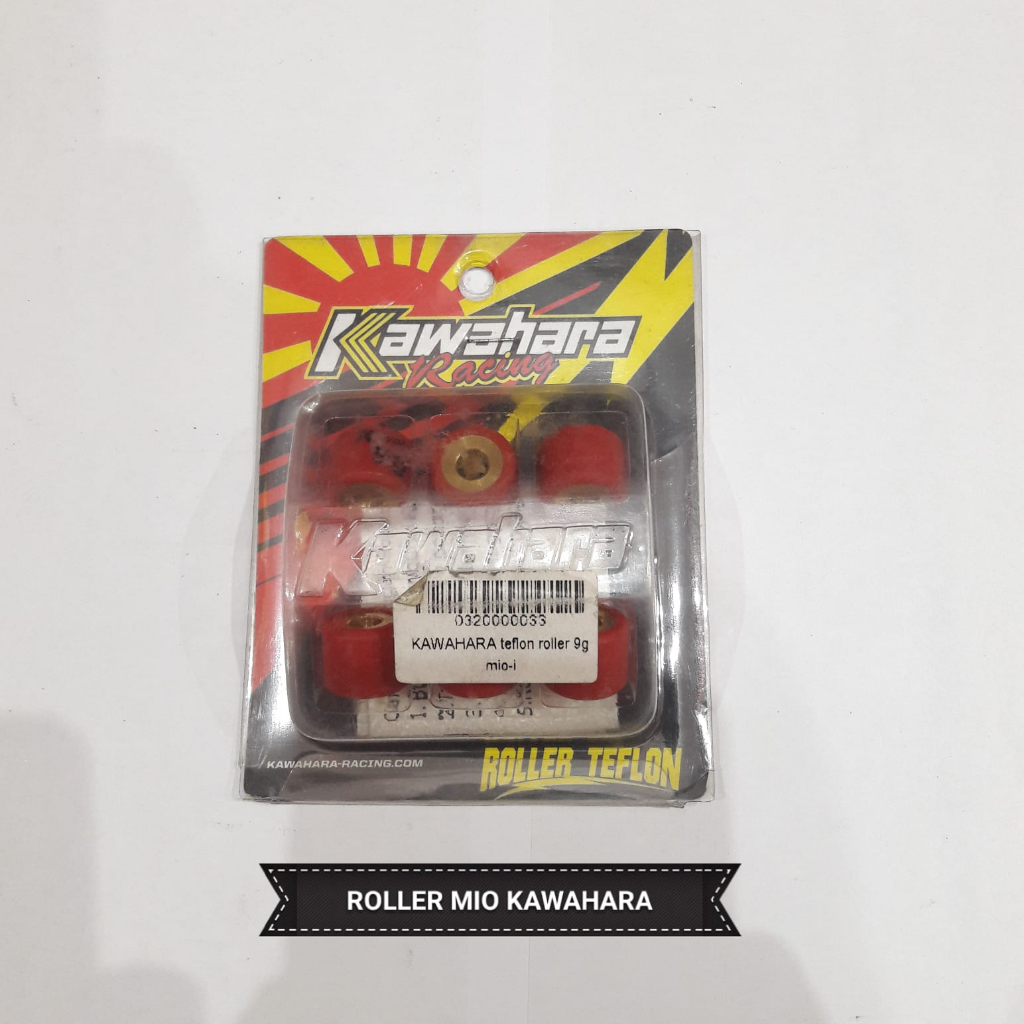 Kawahara
Racing
Kawahara
0320000033
KAWAHARA teflon roller 9g
mio-i
KAWAHARA-RACING.COM
ROLLER TEFLON
ROLLER MIO KAWAHARA